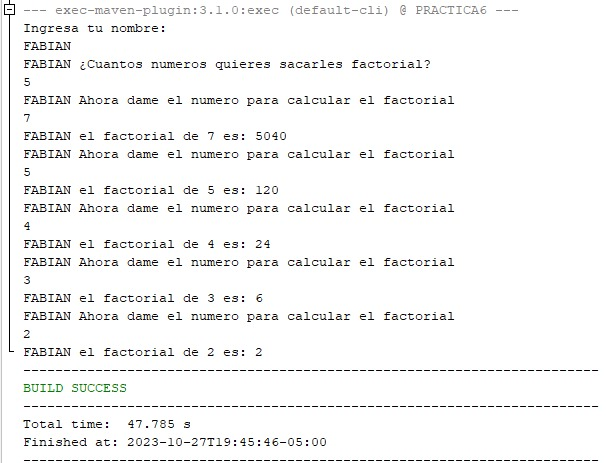 --- exec-maven-plugin:3.1.0:exec (default-cli) @ PRACTICA6 ---
Ingresa tu nombre:
FABIAN
FABIAN ¿Cuantos numeros quieres sacarles factorial?
5
FABIAN Ahora dame el numero para calcular el factorial
7
FABIAN el factorial de 7 es: 5040
FABIAN Ahora dame el numero para calcular el factorial
5
FABIAN el factorial de 5 es: 120
FABIAN Ahora dame el numero para calcular el factorial
4
FABIAN el factorial de 4 es: 24
FABIAN Ahora dame el numero para calcular el factorial
3
FABIAN el factorial de 3 es: 6
FABIAN Ahora dame el numero para calcular el factorial
2
FABIAN el factorial de 2 es: 2
------------------------------------------------------------------------
BUILD SUCCESS
------------------------------------------------------------------------
Total time:  47.785 s
Finished at: 2023-10-27T19:45:46-05:00
------------------------------------------------------------------------